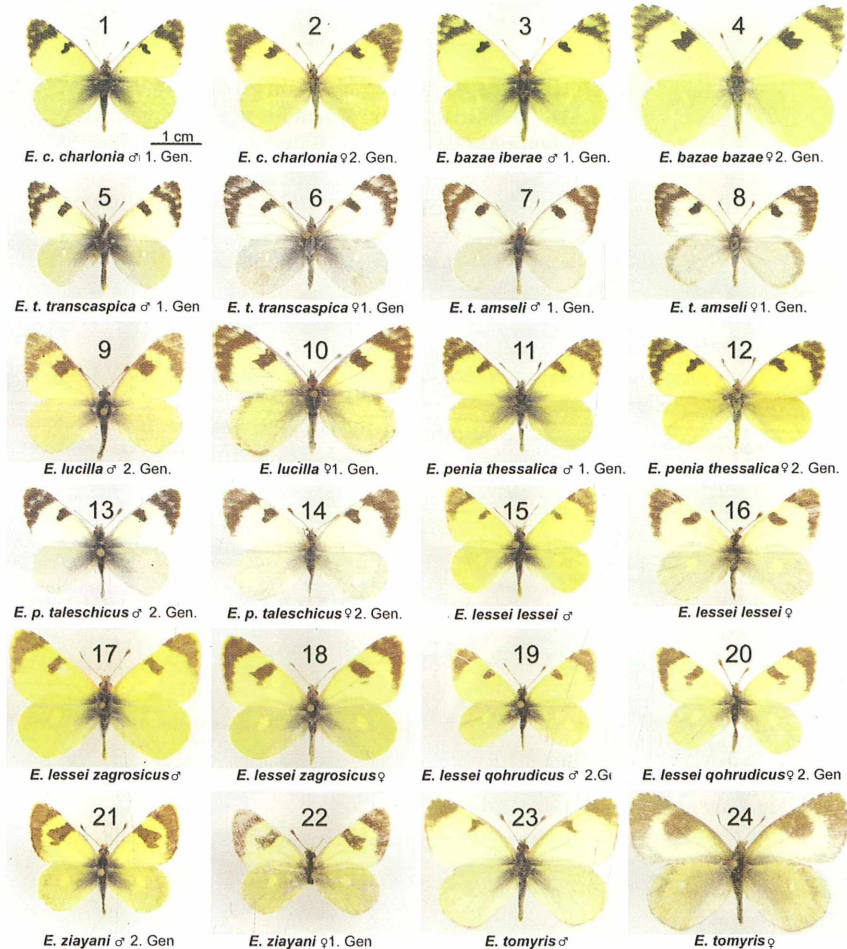 1 2 3 4
1 cm
E. c. charlonia ♂ 1. Gen. E. c. charlonia ♀2. Gen. E. bazae iberae ♂ 1. Gen. E. bazae bazae ♀2. Gen.
5 6 7 8
E. t. transcaspica ♂ 1. Gen E. t. transcaspica ♀1. Gen E. t. amseli ♂ 1. Gen. E. t. amseli ♀1. Gen.
9 10 11 12
E. lucilla ♂ 2. Gen. E. lucilla ♀1. Gen. E. penia thessalica ♂ 1. Gen. E. penia thessalica ♀2. Gen.
13 14 15 16
E. p. taleschicus ♂ 2. Gen. E. p. taleschicus ♀2. Gen. E. lessei lessei ♂ E. lessei lessei ♀
17 18 19 20
E. lessei zagrosicus ♂ E. lessei zagrosicus ♀ E. lessei qohrudicus ♂ 2.Ge E. lessei qohrudicus ♀ 2. Gen
21 22 23 24
E. ziayani ♂ 2. Gen E. ziayani ♀1. Gen E. tomyris ♂ E. tomyris ♀